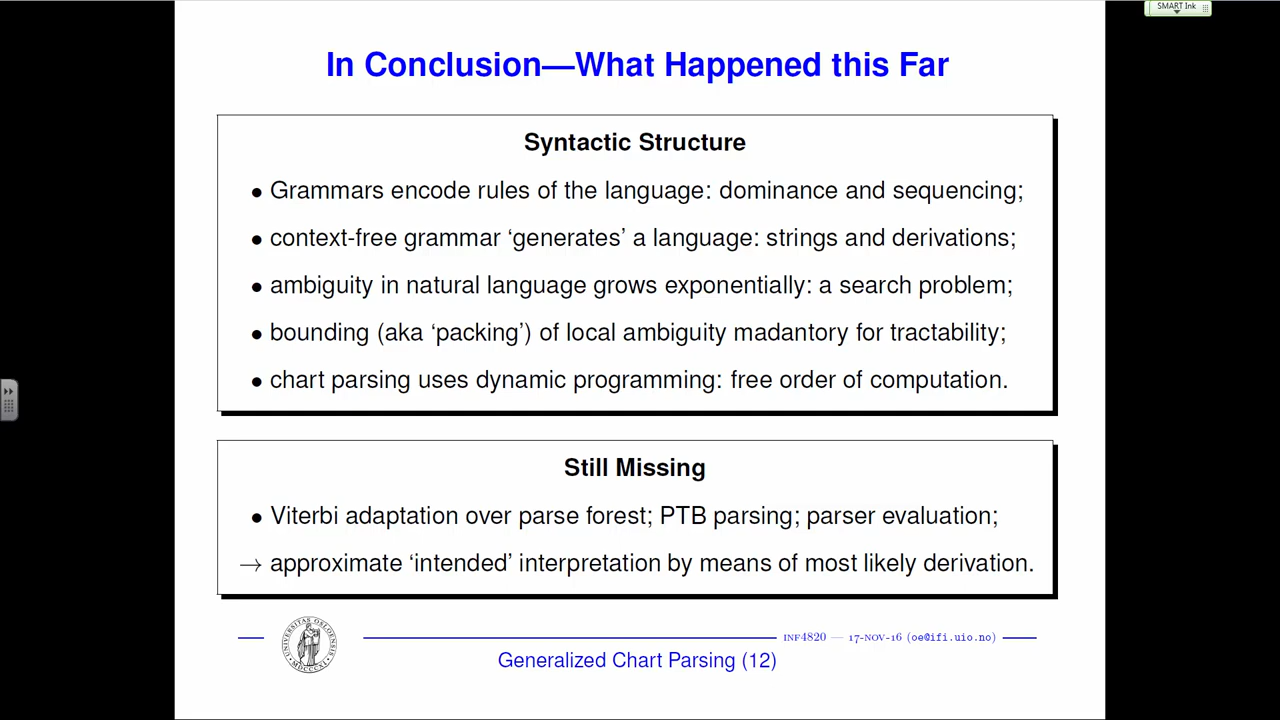 SMART Ink
In Conclusion—What Happened this Far
Syntactic Structure
• Grammars encode rules of the language: dominance and sequencing;
• context-free grammar ‘generates’ a language: strings and derivations;
• ambiguity in natural language grows exponentially: a search problem;
• bounding (aka ‘packing’) of local ambiguity madantory for tractability;
• chart parsing uses dynamic programming: free order of computation.
Still Missing
• Viterbi adaptation over parse forest; PTB parsing; parser evaluation;
→ approximate ‘intended’ interpretation by means of most likely derivation.
UNIVERSITAS OSLOENSIS
MDCCCXI
INF4820 — 17-NOV-16 (oe@ifi.uio.no)
Generalized Chart Parsing (12)